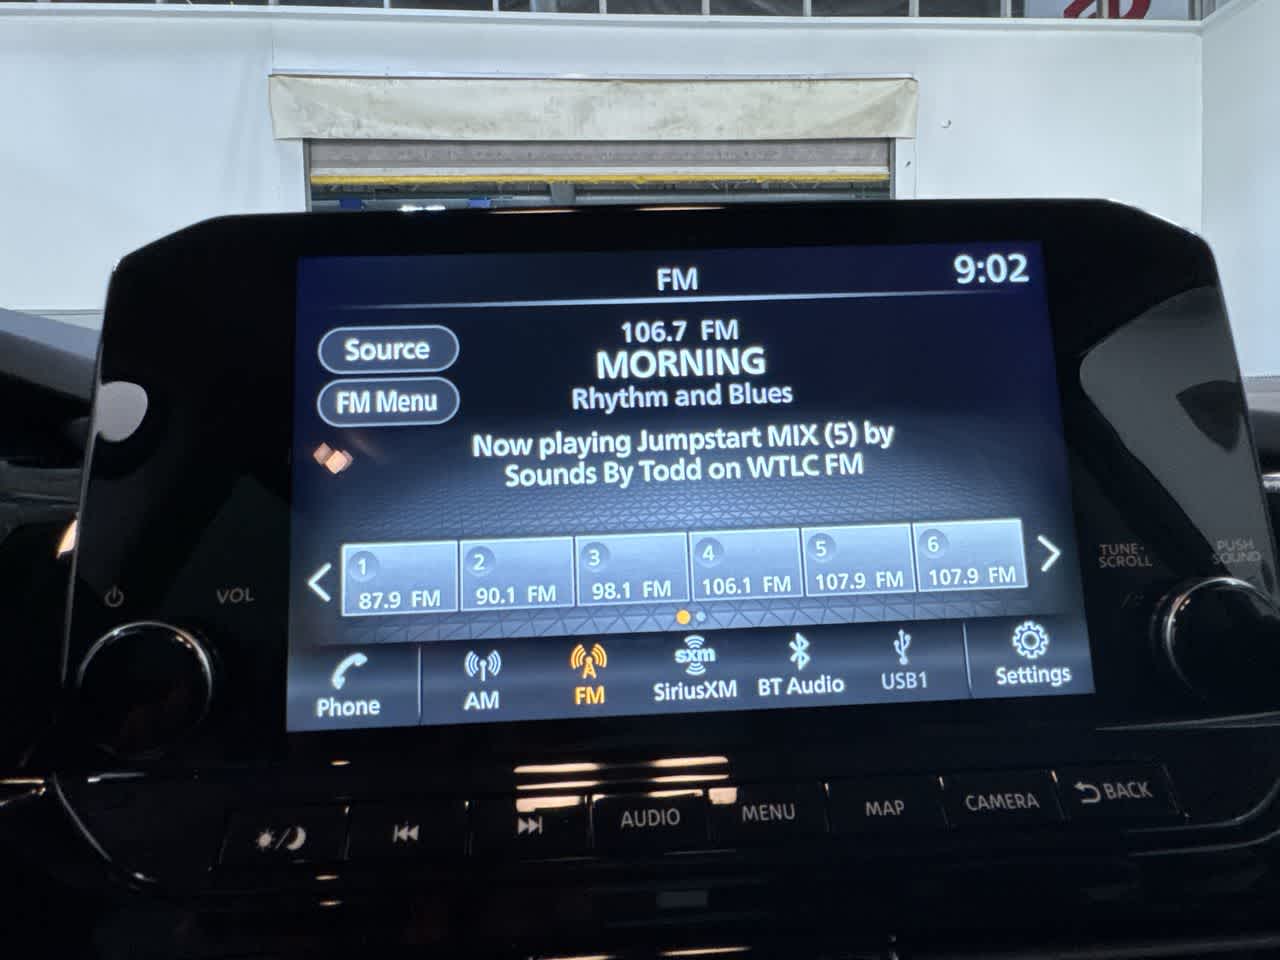 FM
9:02
Source
106.7 FM
MORNING
FM Menu
Rhythm and Blues
Now playing Jumpstart MIX (5) by
Sounds By Todd on WTLC FM
1
87.9 FM
2
90.1 FM
3
98.1 FM
4
106.1 FM
5
107.9 FM
6
107.9 FM
VOL
TUNE-
SCROLL
PUSH
SOUND
Phone
AM
FM
sxm
SiriusXM
BT Audio
USB1
Settings
AUDIO
MENU
MAP
CAMERA
BACK